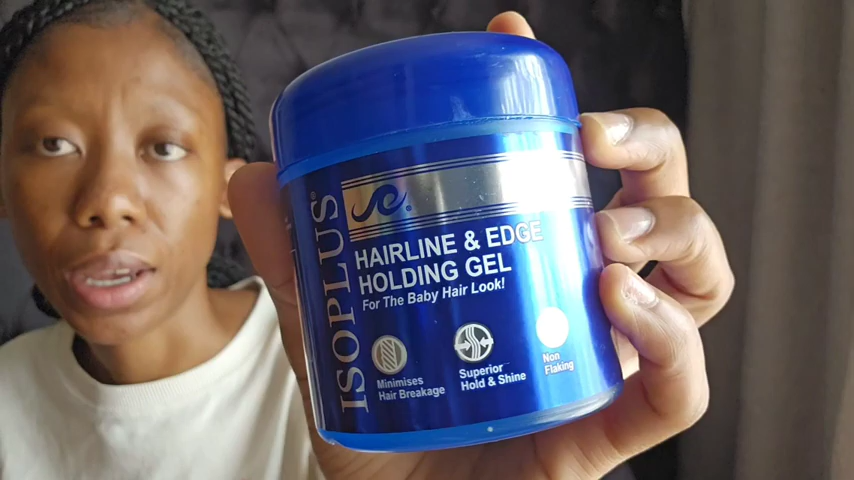 ISOPLUS®
HAIRLINE & EDGE
HOLDING GEL
For The Baby Hair Look!
Minimises
Hair Breakage
Superior
Hold & Shine
Non
Flaking